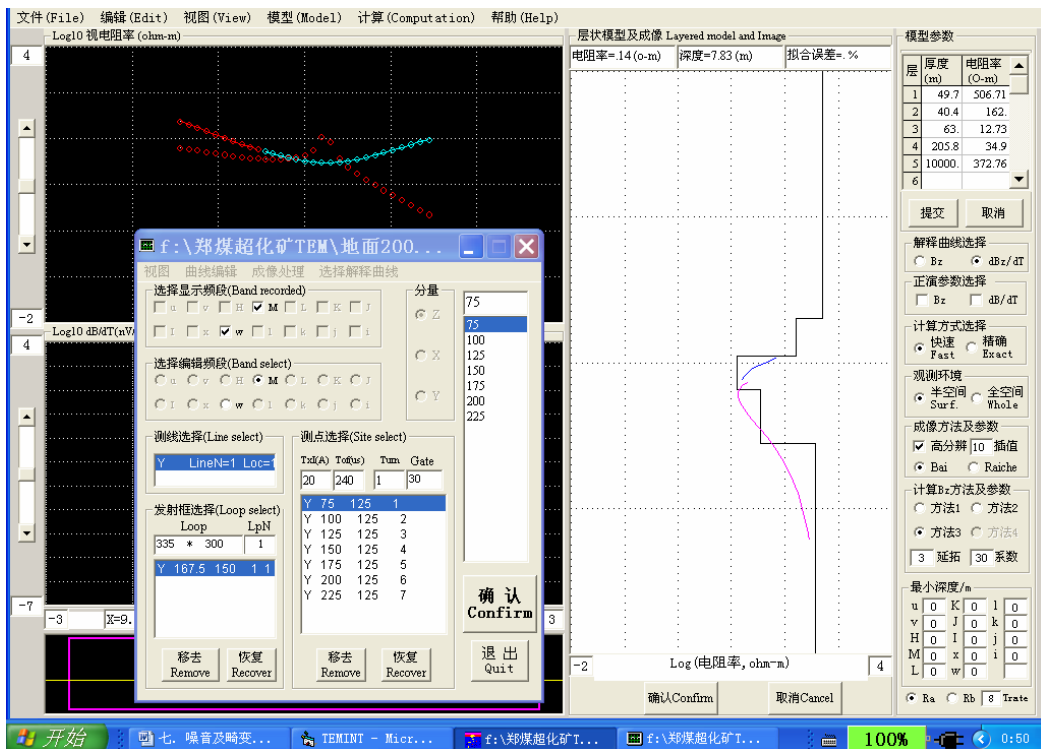 文件(File) 编辑(Edit) 视图(View) 模型(Model) 计算(Computation) 帮助(Help)
Log10 视电阻率(ohm-m)
4
-2
Log10 dB/dT(nV/
4
-7
-3
X=9.
3
f:\郑煤超化矿TEM\地面200...
视图 曲线编辑 成像处理 选择解释曲线
选择显示频段(Band recorded)
u v H M L K J
I x w l k j i
选择编辑频段(Band select)
u v H M L K J
I x w l k j i
分量
Z
X
Y
75
75
100
125
150
175
200
225
测线选择(Line select)
Y LineN=1 Loc=1
发射框选择(Loop select)
Loop LpN
335 * 300 1
Y 167.5 150 1 1
移去 Remove
恢复 Recover
测点选择(Site select)
TxI(A) Tof(us) Turn Gate
20 240 1 30
Y 75 125 1
Y 100 125 2
Y 125 125 3
Y 150 125 4
Y 175 125 5
Y 200 125 6
Y 225 125 7
移去 Remove
恢复 Recover
确 认
Confirm
退 出
Quit
层状模型及成像 Layered model and Image
电阻率=.14(o-m) 深度=7.83 (m) 拟合误差=. %
-2
Log(电阻率,ohm-m)
4
确认Confirm
取消Cancel
模型参数
层 厚度(m) 电阻率(O-m)
1 49.7 506.71
2 40.4 162.
3 63. 12.73
4 205.8 34.9
5 10000. 372.76
6
提交 取消
解释曲线选择
Bz dBz/dT
正演参数选择
Bz dB/dT
计算方式选择
快速 Fast 精确 Exact
观测环境
半空间 Surf. 全空间 Whole
成像方法及参数
高分辨 10 插值
Bai Raiche
计算Bz方法及参数
方法1 方法2
方法3 方法4
3 延拓 30 系数
最小深度/m
u 0 K 0 l 0
v 0 J 0 k 0
H 0 I 0 j 0
M 0 x 0 i 0
L 0 w 0
Ra Rb 8 Trate
开始
七. 噪音及畸变...
TEMINT - Micr...
f:\郑煤超化矿T...
f:\郑煤超化矿T...
100%
0:50